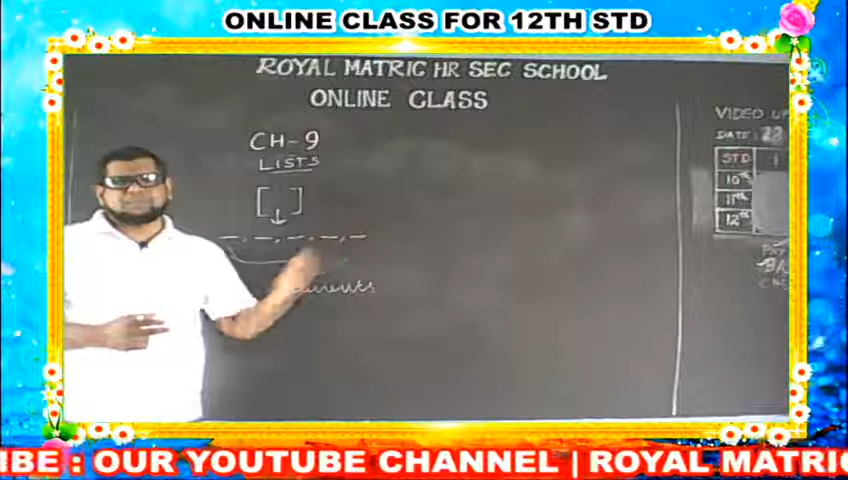 ONLINE CLASS FOR 12TH STD
ROYAL MATRIC HR SEC SCHOOL
ONLINE CLASS
CH-9
LISTS
[ ]
VIDEO UP
DATE:
STD 1
10th
11th
12th
IBE : OUR YOUTUBE CHANNEL | ROYAL MATRIC